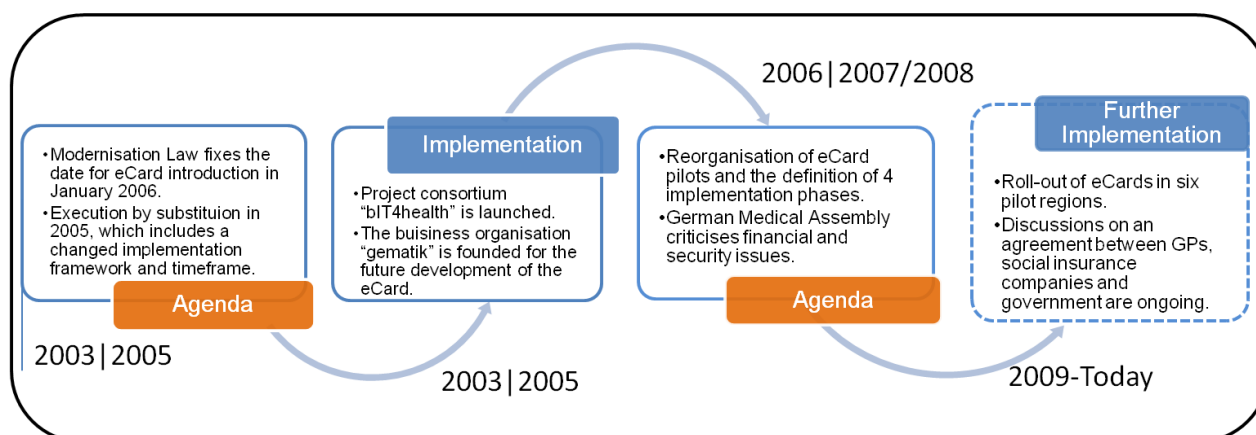 •Modernisation Law fixes the
date for eCard introduction in
January 2006.
•Execution by substituion in
2005, which includes a
changed implementation
framework and timeframe.
Agenda
2003|2005
Implementation
•Project consortium
“bIT4health” is launched.
•The buisiness organisation
“gematik” is founded for the
future development of the
eCard.
2003|2005
2006|2007/2008
•Reorganisation of eCard
pilots and the definition of 4
implementation phases.
•German Medical Assembly
criticises financial and
security issues.
Agenda
Further
Implementation
•Roll-out of eCards in six
pilot regions.
•Discussions on an
agreement between GPs,
social insurance
companies and
government are ongoing.
2009-Today